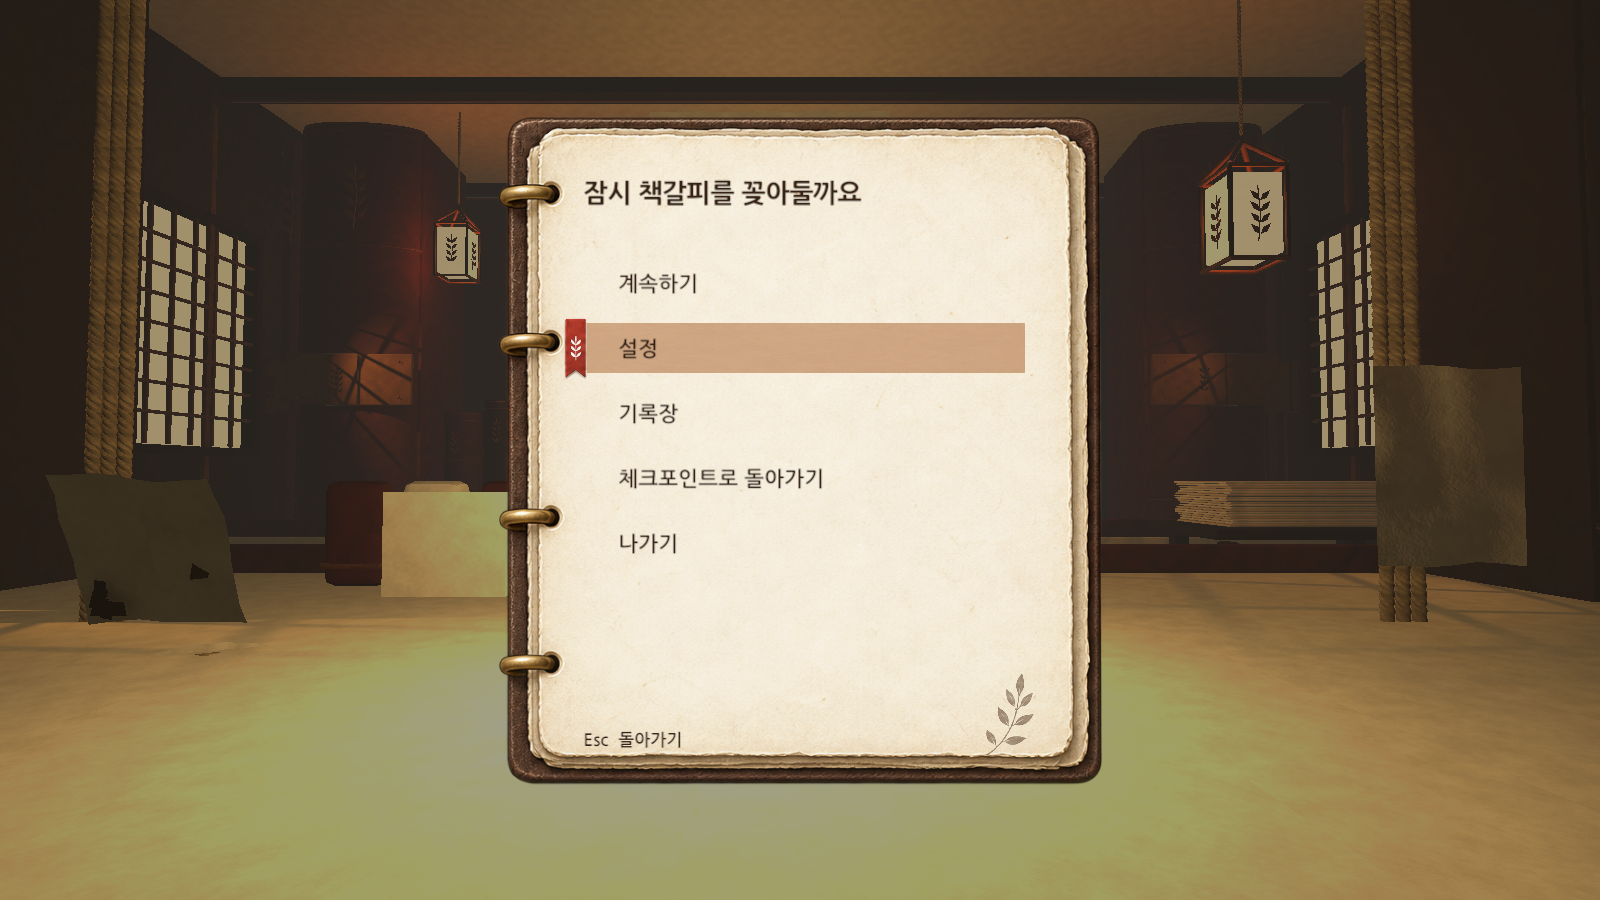 잠시 책갈피를 꽂아둘까요
계속하기
설정
기록장
체크포인트로 돌아가기
나가기
Esc 돌아가기